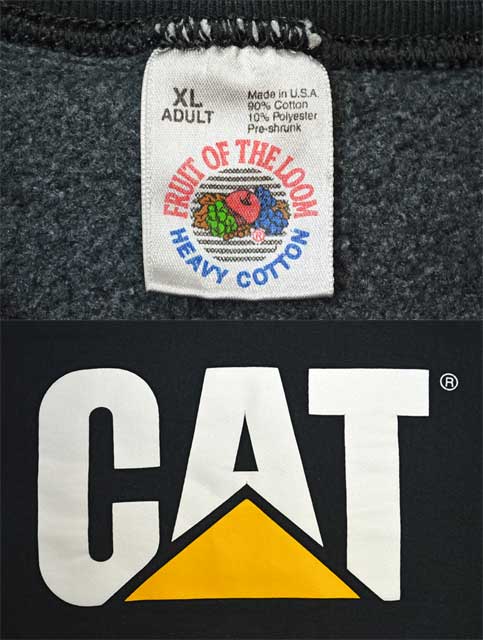 XL
ADULT
Made in U.S.A.
90% Cotton
10% Polyester
Pre-shrunk
FRUIT OF THE LOOM
®
HEAVY COTTON
CAT ®